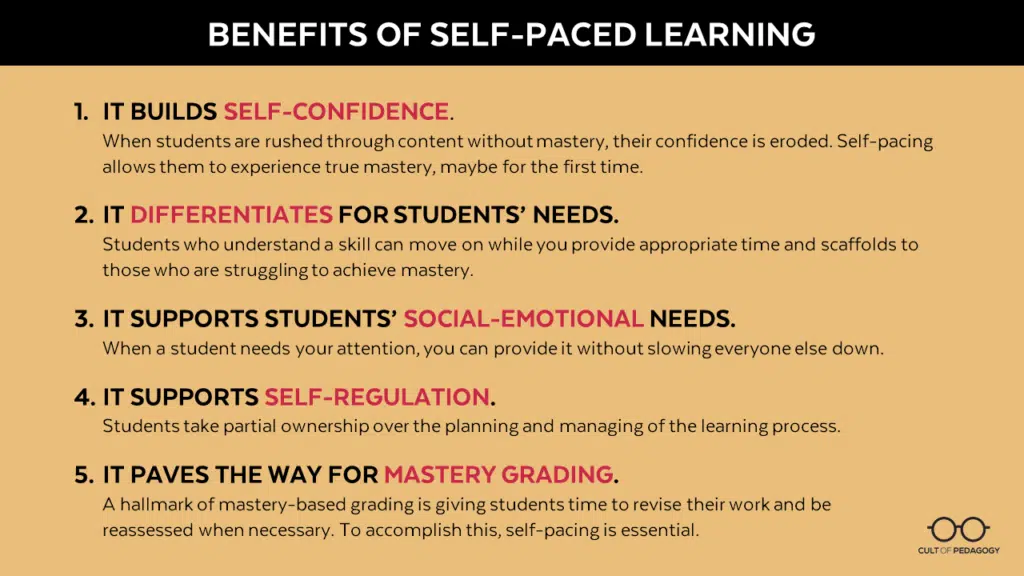 BENEFITS OF SELF-PACED LEARNING
1. IT BUILDS SELF-CONFIDENCE.
When students are rushed through content without mastery, their confidence is eroded. Self-pacing
allows them to experience true mastery, maybe for the first time.
2. IT DIFFERENTIATES FOR STUDENTS’ NEEDS.
Students who understand a skill can move on while you provide appropriate time and scaffolds to
those who are struggling to achieve mastery.
3. IT SUPPORTS STUDENTS’ SOCIAL-EMOTIONAL NEEDS.
When a student needs your attention, you can provide it without slowing everyone else down.
4. IT SUPPORTS SELF-REGULATION.
Students take partial ownership over the planning and managing of the learning process.
5. IT PAVES THE WAY FOR MASTERY GRADING.
A hallmark of mastery-based grading is giving students time to revise their work and be
reassessed when necessary. To accomplish this, self-pacing is essential.
CULT OF PEDAGOGY